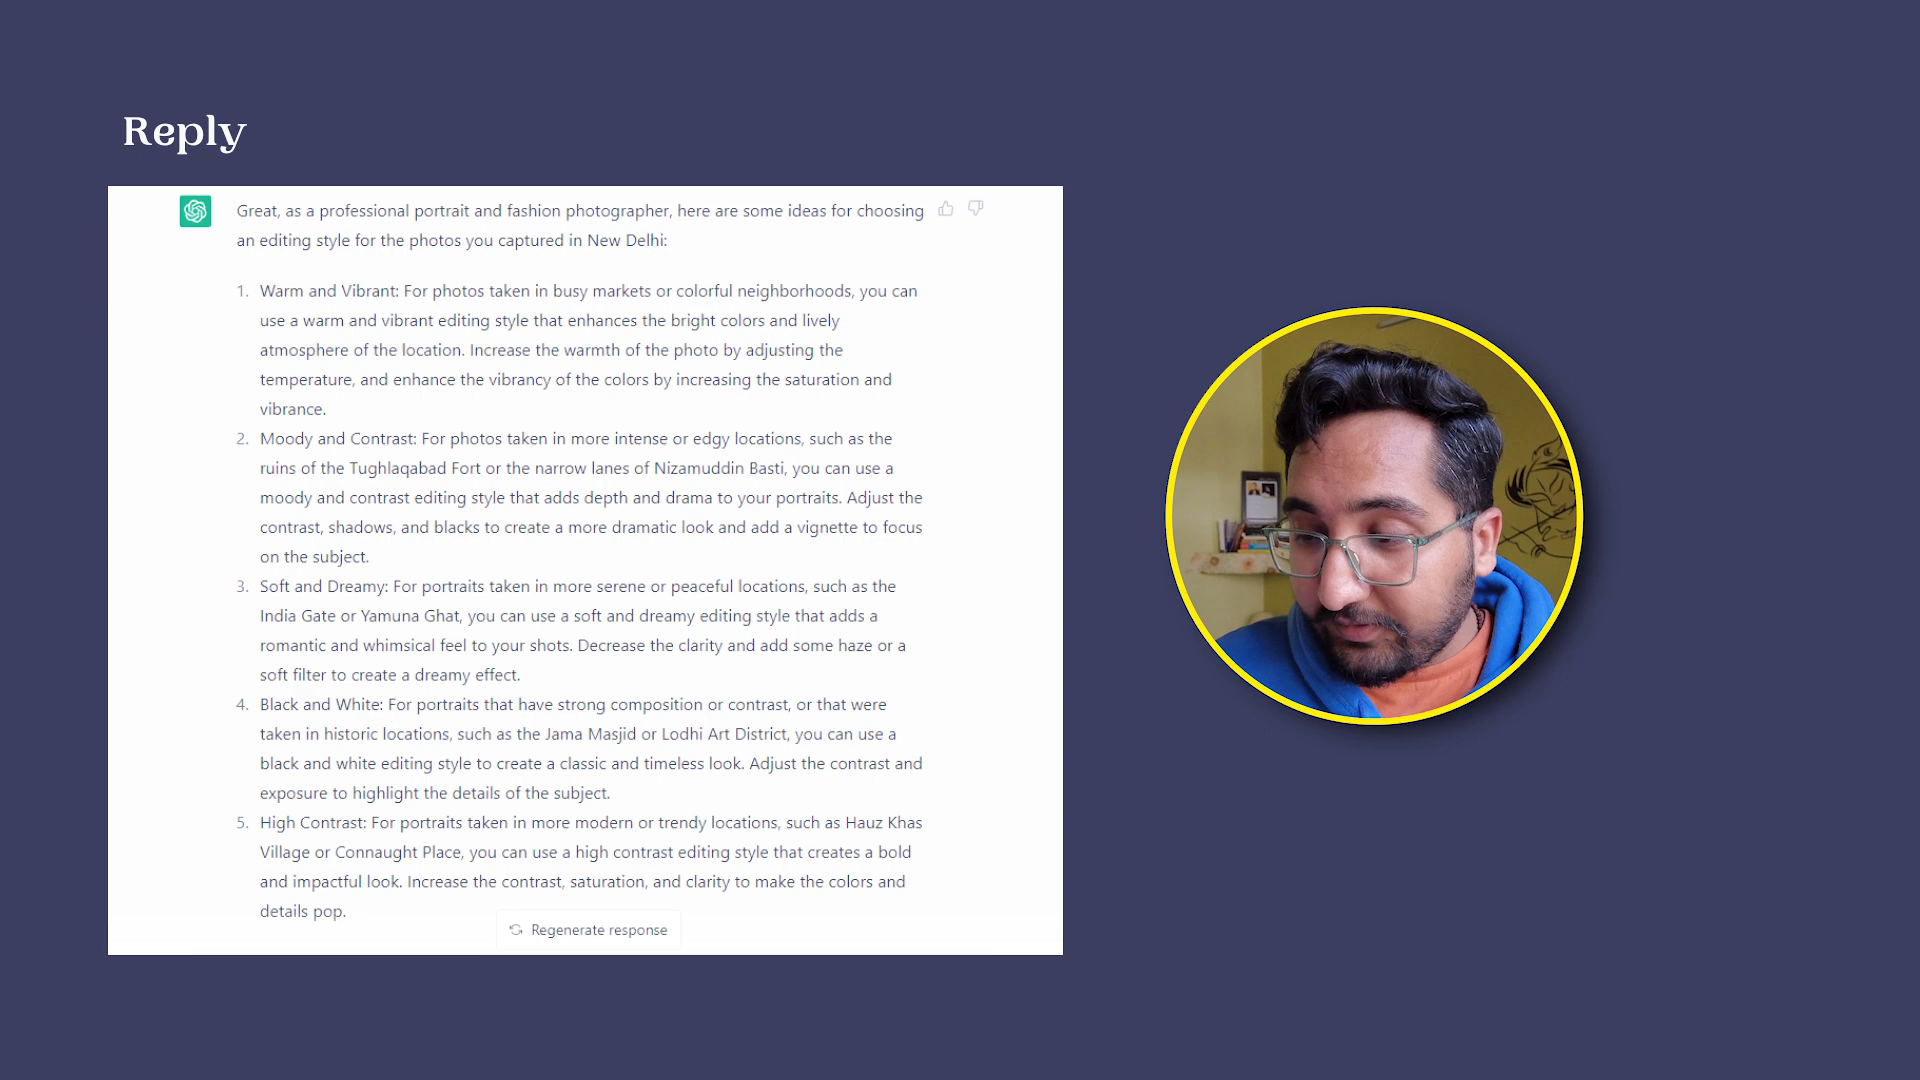 Reply
Great, as a professional portrait and fashion photographer, here are some ideas for choosing
an editing style for the photos you captured in New Delhi:
1. Warm and Vibrant: For photos taken in busy markets or colorful neighborhoods, you can
use a warm and vibrant editing style that enhances the bright colors and lively
atmosphere of the location. Increase the warmth of the photo by adjusting the
temperature, and enhance the vibrancy of the colors by increasing the saturation and
vibrance.
2. Moody and Contrast: For photos taken in more intense or edgy locations, such as the
ruins of the Tughlaqabad Fort or the narrow lanes of Nizamuddin Basti, you can use a
moody and contrast editing style that adds depth and drama to your portraits. Adjust the
contrast, shadows, and blacks to create a more dramatic look and add a vignette to focus
on the subject.
3. Soft and Dreamy: For portraits taken in more serene or peaceful locations, such as the
India Gate or Yamuna Ghat, you can use a soft and dreamy editing style that adds a
romantic and whimsical feel to your shots. Decrease the clarity and add some haze or a
soft filter to create a dreamy effect.
4. Black and White: For portraits that have strong composition or contrast, or that were
taken in historic locations, such as the Jama Masjid or Lodhi Art District, you can use a
black and white editing style to create a classic and timeless look. Adjust the contrast and
exposure to highlight the details of the subject.
5. High Contrast: For portraits taken in more modern or trendy locations, such as Hauz Khas
Village or Connaught Place, you can use a high contrast editing style that creates a bold
and impactful look. Increase the contrast, saturation, and clarity to make the colors and
details pop.
Regenerate response